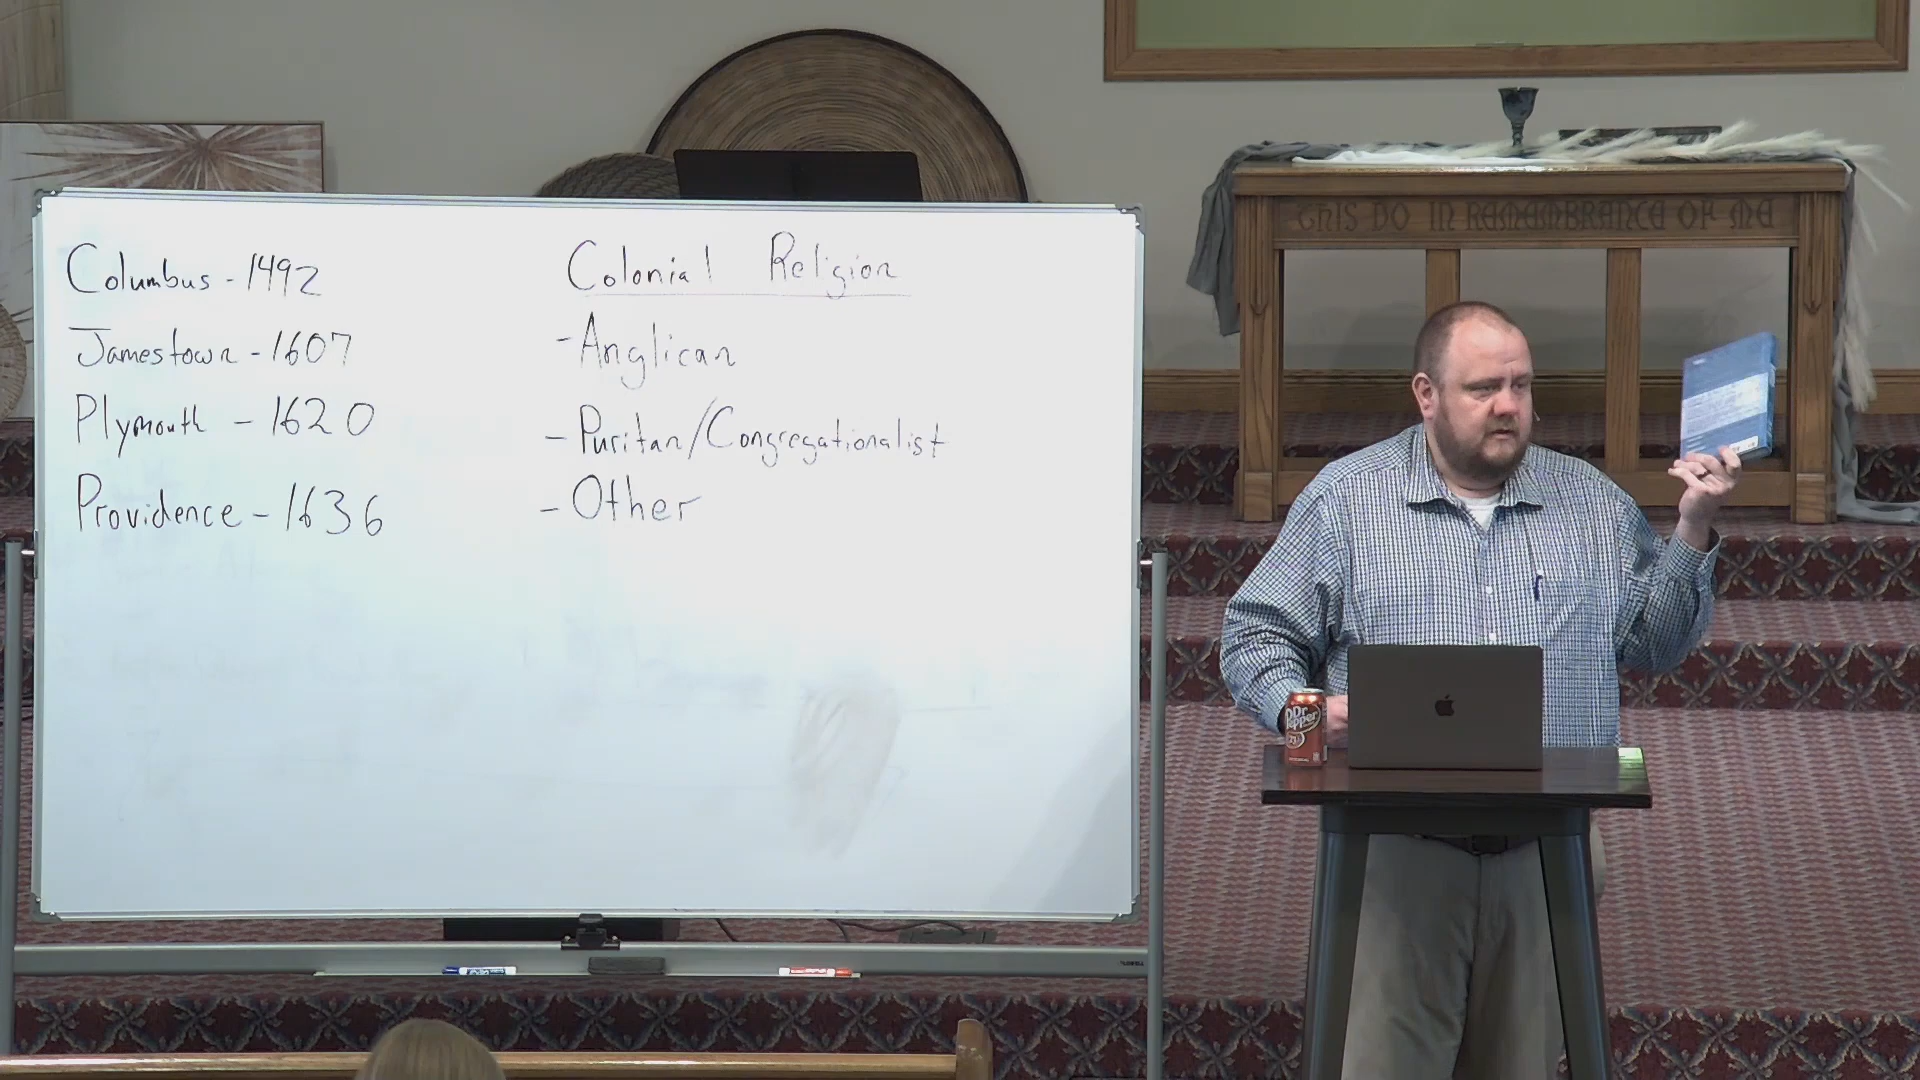 Columbus - 1492
Jamestown - 1607
Plymouth - 1620
Providence - 1636
Colonial Religion
- Anglican
- Puritan/Congregationalist
- Other
THIS DO IN REMEMBRANCE OF ME
Dr Pepper
23